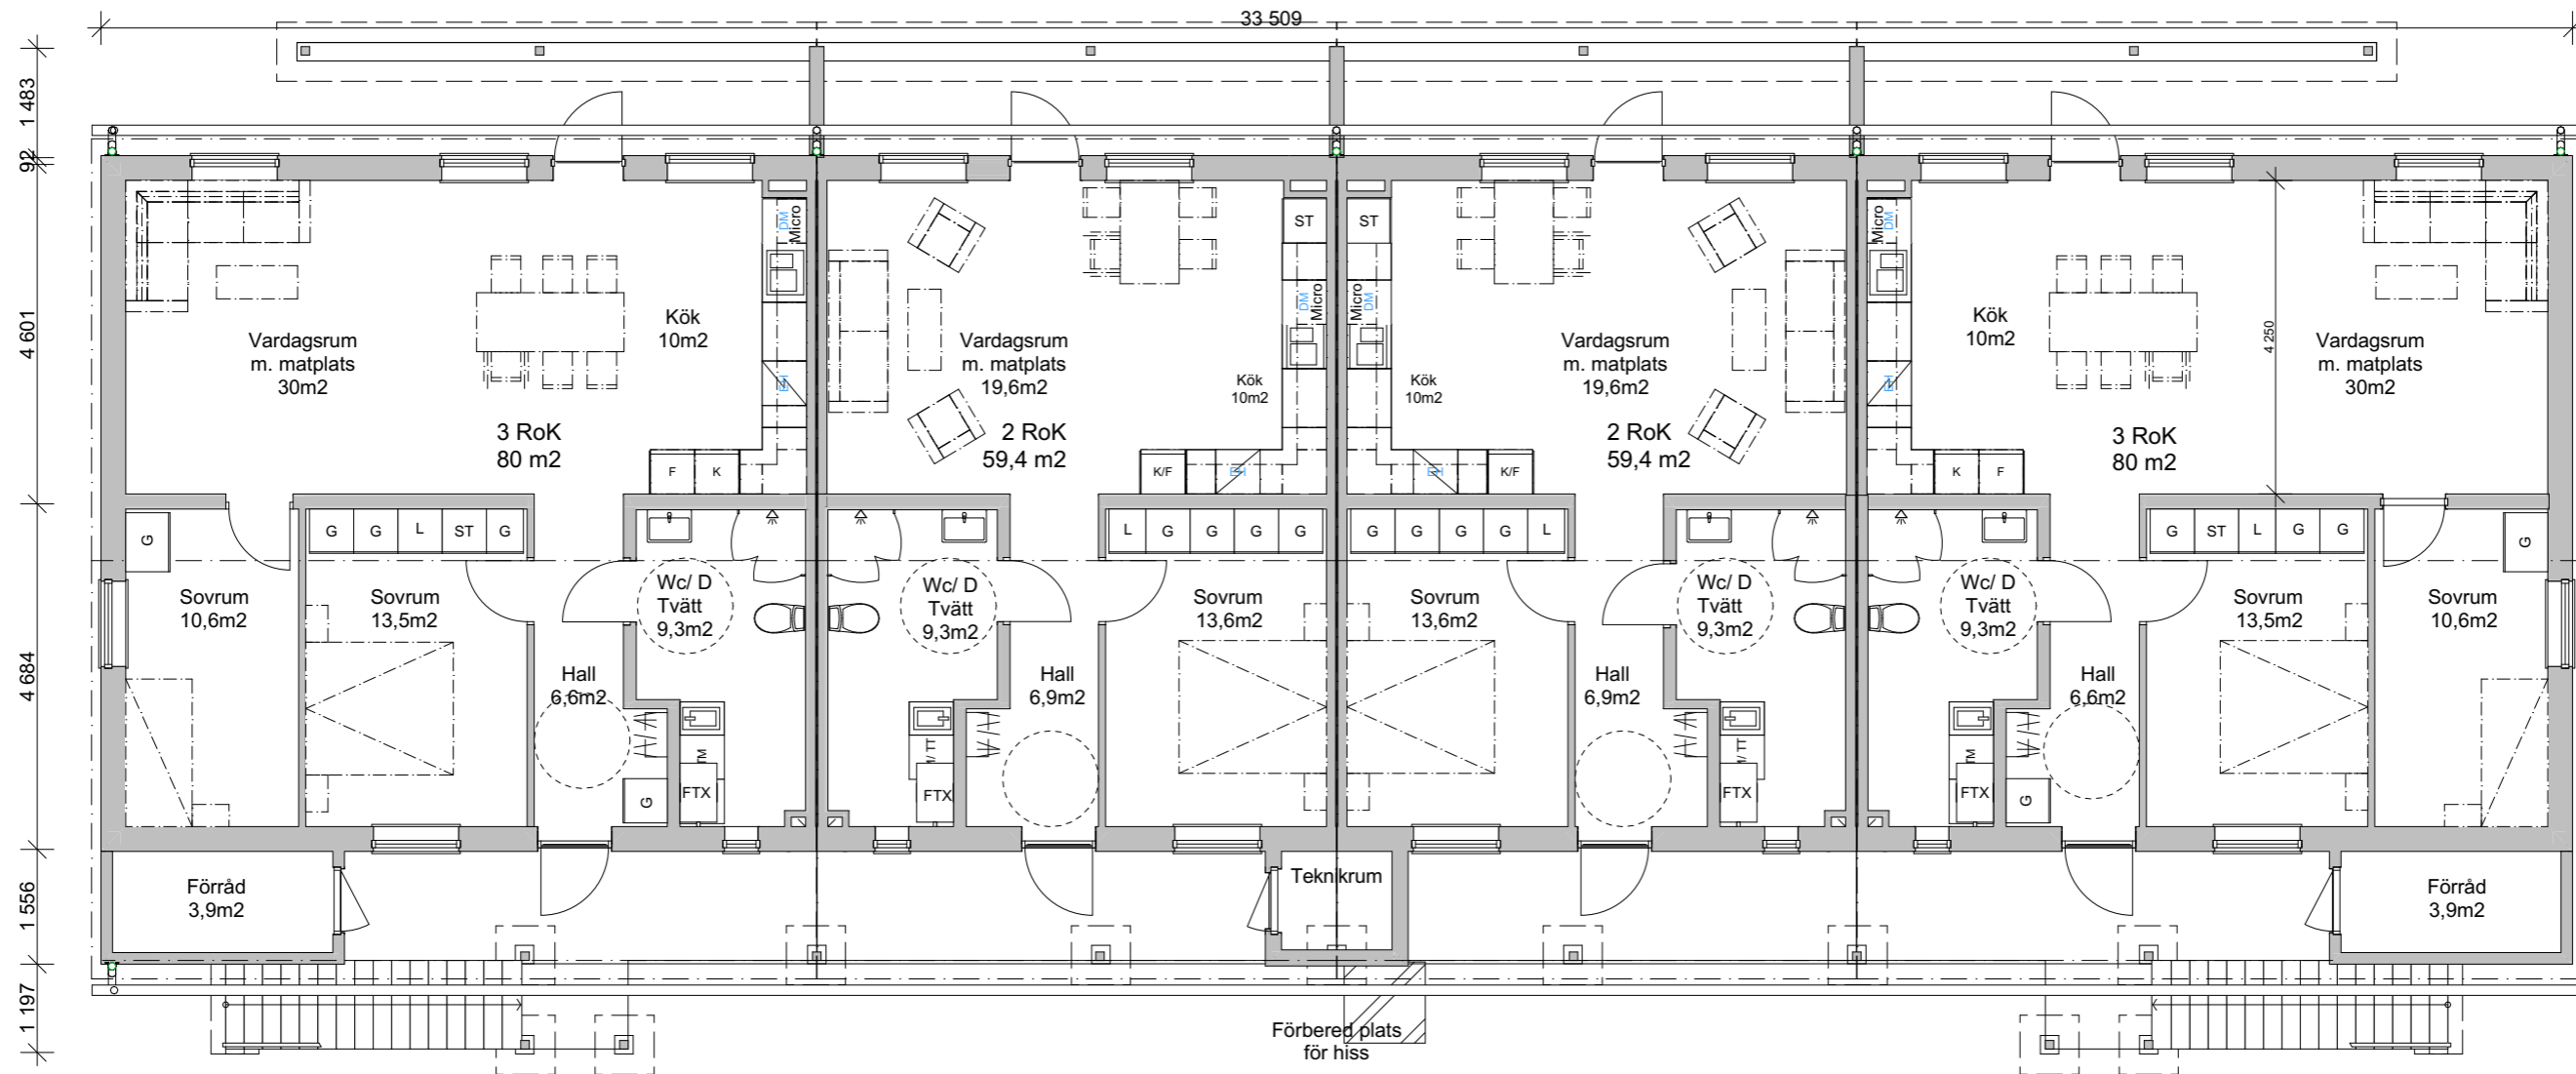 33 509
1 483
92
4 601
4 684
1 556
1 197
Vardagsrum
m. matplats
30m2
Kök
10m2
DM
Micro
EH
3 RoK
80 m2
F
K
Vardagsrum
m. matplats
19,6m2
Kök
10m2
ST
DM
Micro
2 RoK
59,4 m2
K/F
EH
ST
Micro
DM
Kök
10m2
Vardagsrum
m. matplats
19,6m2
2 RoK
59,4 m2
EH
K/F
Micro
DM
EH
Kök
10m2
4 250
Vardagsrum
m. matplats
30m2
3 RoK
80 m2
K
F
G
Sovrum
10,6m2
G
G
L
ST
G
Sovrum
13,5m2
Hall
6,6m2
G
Wc/ D
Tvätt
9,3m2
TM
FTX
Wc/ D
Tvätt
9,3m2
FTX
Hall
6,9m2
L
G
G
G
G
Sovrum
13,6m2
G
G
G
G
L
Sovrum
13,6m2
Hall
6,9m2
Wc/ D
Tvätt
9,3m2
FTX
Wc/ D
Tvätt
9,3m2
TM
FTX
Hall
6,6m2
G
G
ST
L
G
G
Sovrum
13,5m2
Sovrum
10,6m2
G
Förråd
3,9m2
Teknikrum
Förråd
3,9m2
Förbered plats
för hiss